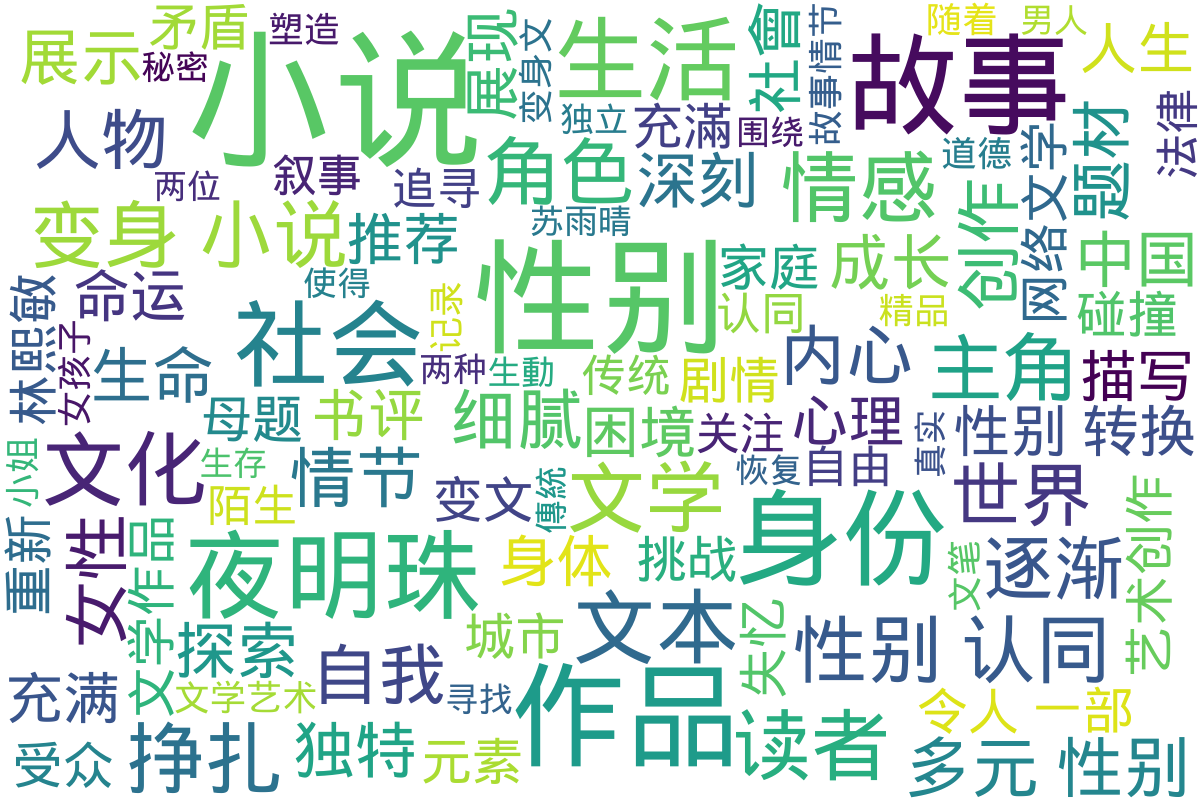 随着
男人
矛盾
塑造
展示
秘密
小说
展现
变身
变文
生活
社會
故事情节
故事
人生
人物
叙事
两位
追寻
角色
独立
充滿
围绕
深刻
情感
道德
文学
网络
题材
法律
变身 小说
推荐
苏雨晴
性别
家庭
成长
创作
中国
命运
使得
记录
认同
精品
碰撞
林熙敏
女孩子
生命
社会
两种
生動
传统
剧情
内心
主角
描写
母题
书评
细腻
困境
关注
心理
真实
性别 转换
小姐
文化
生存
情节
陌生
变文
傳統
文学
恢复
自由
身份
世界
重新
女性
文学作品
夜明珠
身体
挑战
文笔
逐渐
艺术创作
探索
自我
城市
文本
失忆
性别 认同
充满
文学艺术
寻找
作品
读者
令人 一部
受众
挣扎
独特
元素
多元 性别